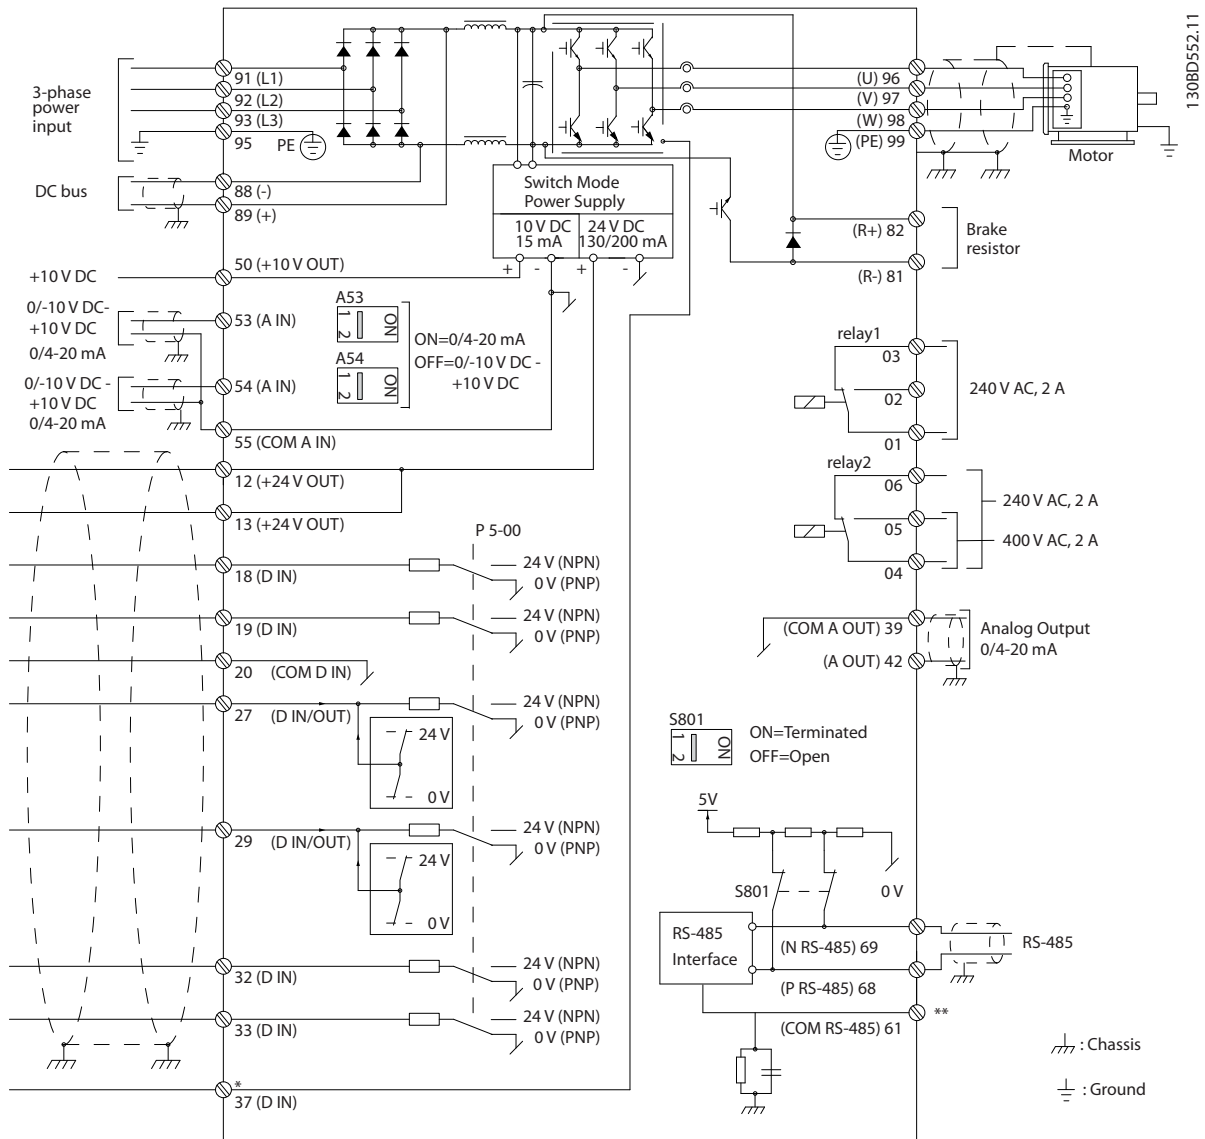 130BD552.11
3-phase
power
input
91 (L1)
92 (L2)
93 (L3)
95
PE
DC bus
88 (-)
89 (+)
Switch Mode
Power Supply
10 V DC
15 mA
24 V DC
130/200 mA
+
-
+
-
(U) 96
(V) 97
(W) 98
(PE) 99
Motor
(R+) 82
(R-) 81
Brake
resistor
+10 V DC
50 (+10 V OUT)
0/-10 V DC-
+10 V DC
0/4-20 mA
53 (A IN)
0/-10 V DC -
+10 V DC
0/4-20 mA
54 (A IN)
55 (COM A IN)
A53
1 2
ON
A54
1 2
ON
ON=0/4-20 mA
OFF=0/-10 V DC -
+10 V DC
relay1
03
02
01
240 V AC, 2 A
relay2
06
05
04
240 V AC, 2 A
400 V AC, 2 A
12 (+24 V OUT)
13 (+24 V OUT)
P 5-00
18 (D IN)
24 V (NPN)
0 V (PNP)
19 (D IN)
24 V (NPN)
0 V (PNP)
20 (COM D IN)
27 (D IN/OUT)
24 V (NPN)
0 V (PNP)
24 V
0 V
29 (D IN/OUT)
24 V (NPN)
0 V (PNP)
24 V
0 V
32 (D IN)
24 V (NPN)
0 V (PNP)
33 (D IN)
24 V (NPN)
0 V (PNP)
*
37 (D IN)
(COM A OUT) 39
(A OUT) 42
Analog Output
0/4-20 mA
S801
1 2
ON
ON=Terminated
OFF=Open
5V
S801
0 V
RS-485
Interface
(N RS-485) 69
(P RS-485) 68
(COM RS-485) 61
RS-485
**
: Chassis
: Ground